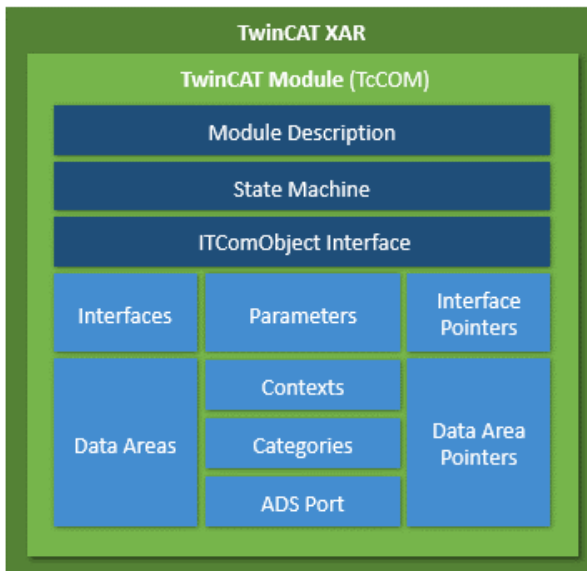 TwinCAT XAR
TwinCAT Module (TcCOM)
Module Description
State Machine
ITComObject Interface
Interfaces
Parameters
Interface
Pointers
Data Areas
Contexts
Categories
ADS Port
Data Area
Pointers